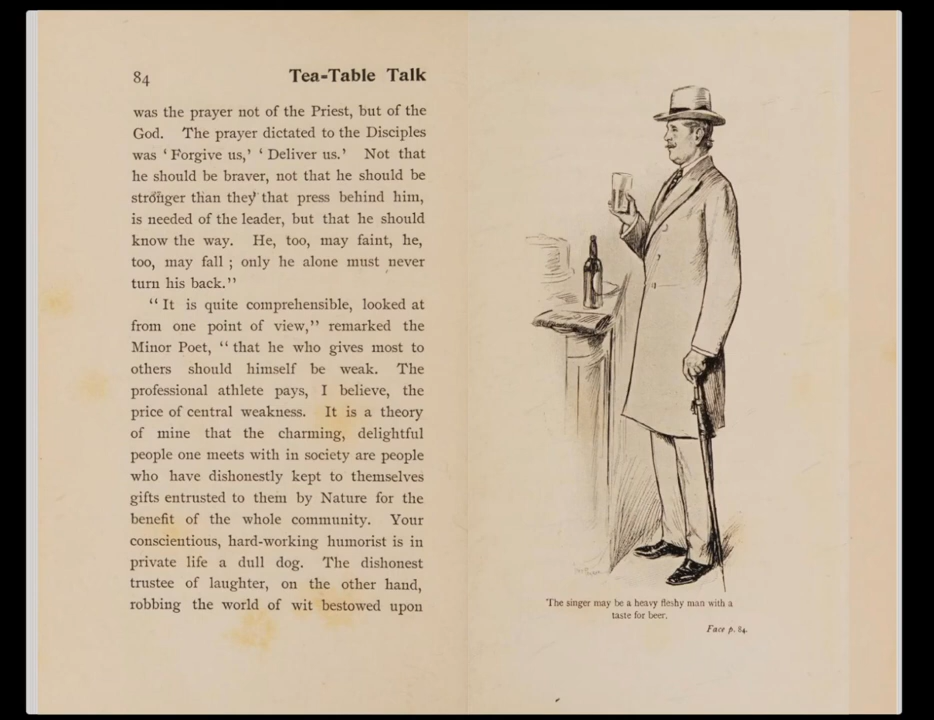 84
Tea-Table Talk
was the prayer not of the Priest, but of the
God. The prayer dictated to the Disciples
was ‘Forgive us,’ ‘Deliver us.’ Not that
he should be braver, not that he should be
stronger than they that press behind him,
is needed of the leader, but that he should
know the way. He, too, may faint, he,
too, may fall ; only he alone must never
turn his back.”
“It is quite comprehensible, looked at
from one point of view,” remarked the
Minor Poet, “that he who gives most to
others should himself be weak. The
professional athlete pays, I believe, the
price of central weakness. It is a theory
of mine that the charming, delightful
people one meets with in society are people
who have dishonestly kept to themselves
gifts entrusted to them by Nature for the
benefit of the whole community. Your
conscientious, hard-working humorist is in
private life a dull dog. The dishonest
trustee of laughter, on the other hand,
robbing the world of wit bestowed upon
The singer may be a heavy fleshy man with a
taste for beer.
Face p. 84.